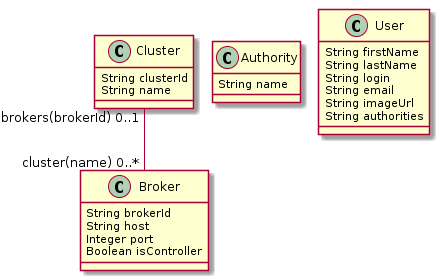 C Cluster
String clusterId
String name
C Authority
String name
C User
String firstName
String lastName
String login
String email
String imageUrl
String authorities
brokers(brokerId) 0..1
cluster(name) 0..*
C Broker
String brokerId
String host
Integer port
Boolean isController